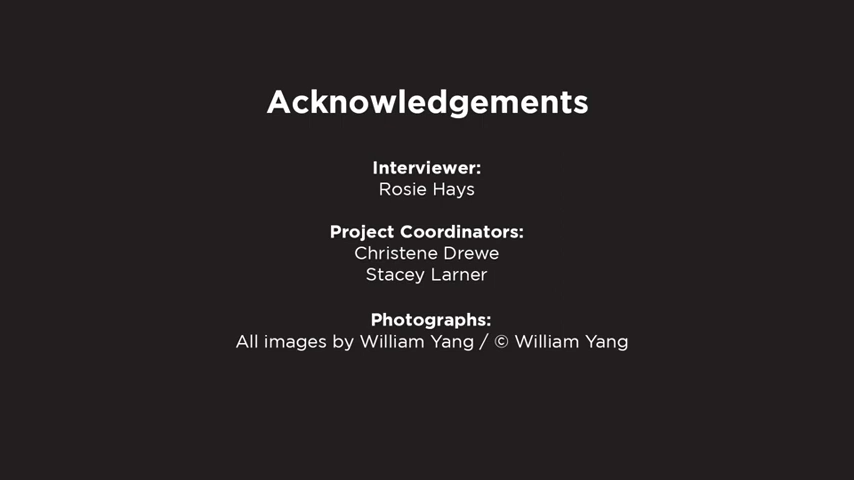 Acknowledgements
Interviewer:
Rosie Hays
Project Coordinators:
Christene Drewe
Stacey Larner
Photographs:
All images by William Yang / © William Yang